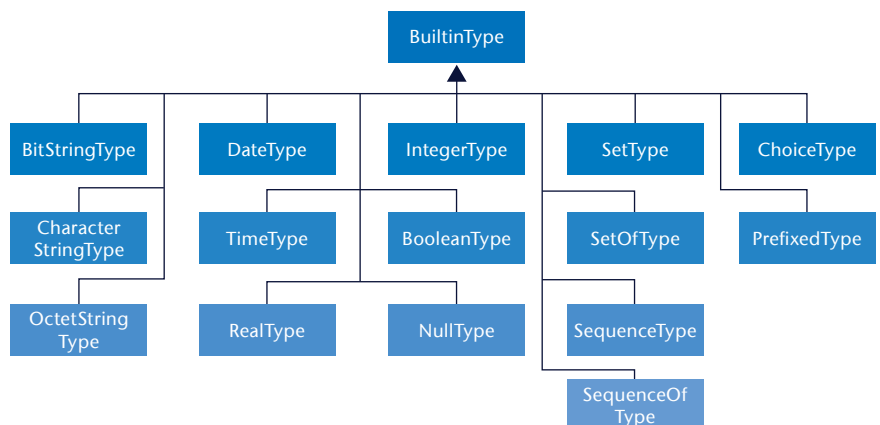 BuiltinType
BitStringType
DateType
IntegerType
SetType
ChoiceType
Character
StringType
TimeType
BooleanType
SetOfType
PrefixedType
OctetString
Type
RealType
NullType
SequenceType
SequenceOf
Type